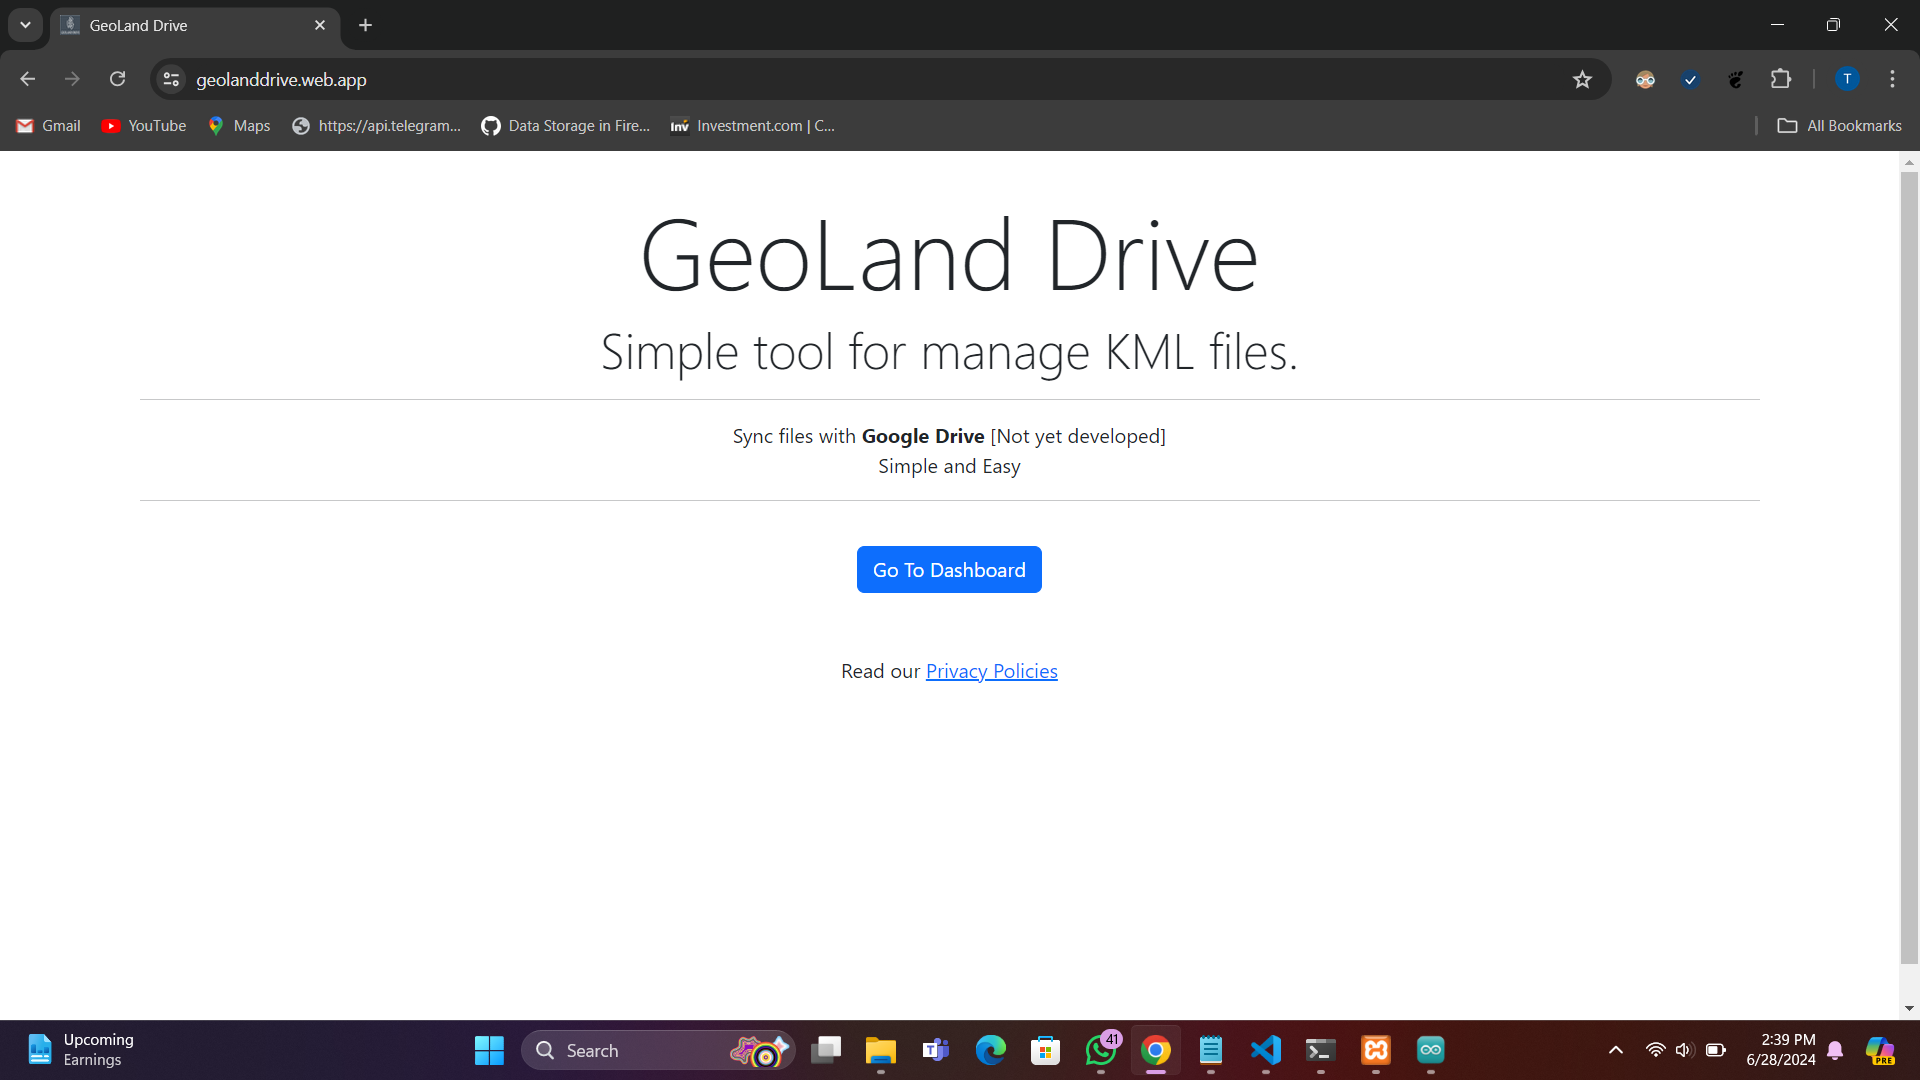 GeoLand Drive
geolanddrive.web.app
T
Gmail
YouTube
Maps
https://api.telegram...
Data Storage in Fire...
Inv
Investment.com | C...
All Bookmarks
GeoLand Drive
Simple tool for manage KML files.
Sync files with Google Drive [Not yet developed]
Simple and Easy
Go To Dashboard
Read our Privacy Policies
Upcoming
Earnings
Search
41
2:39 PM
6/28/2024
PRE